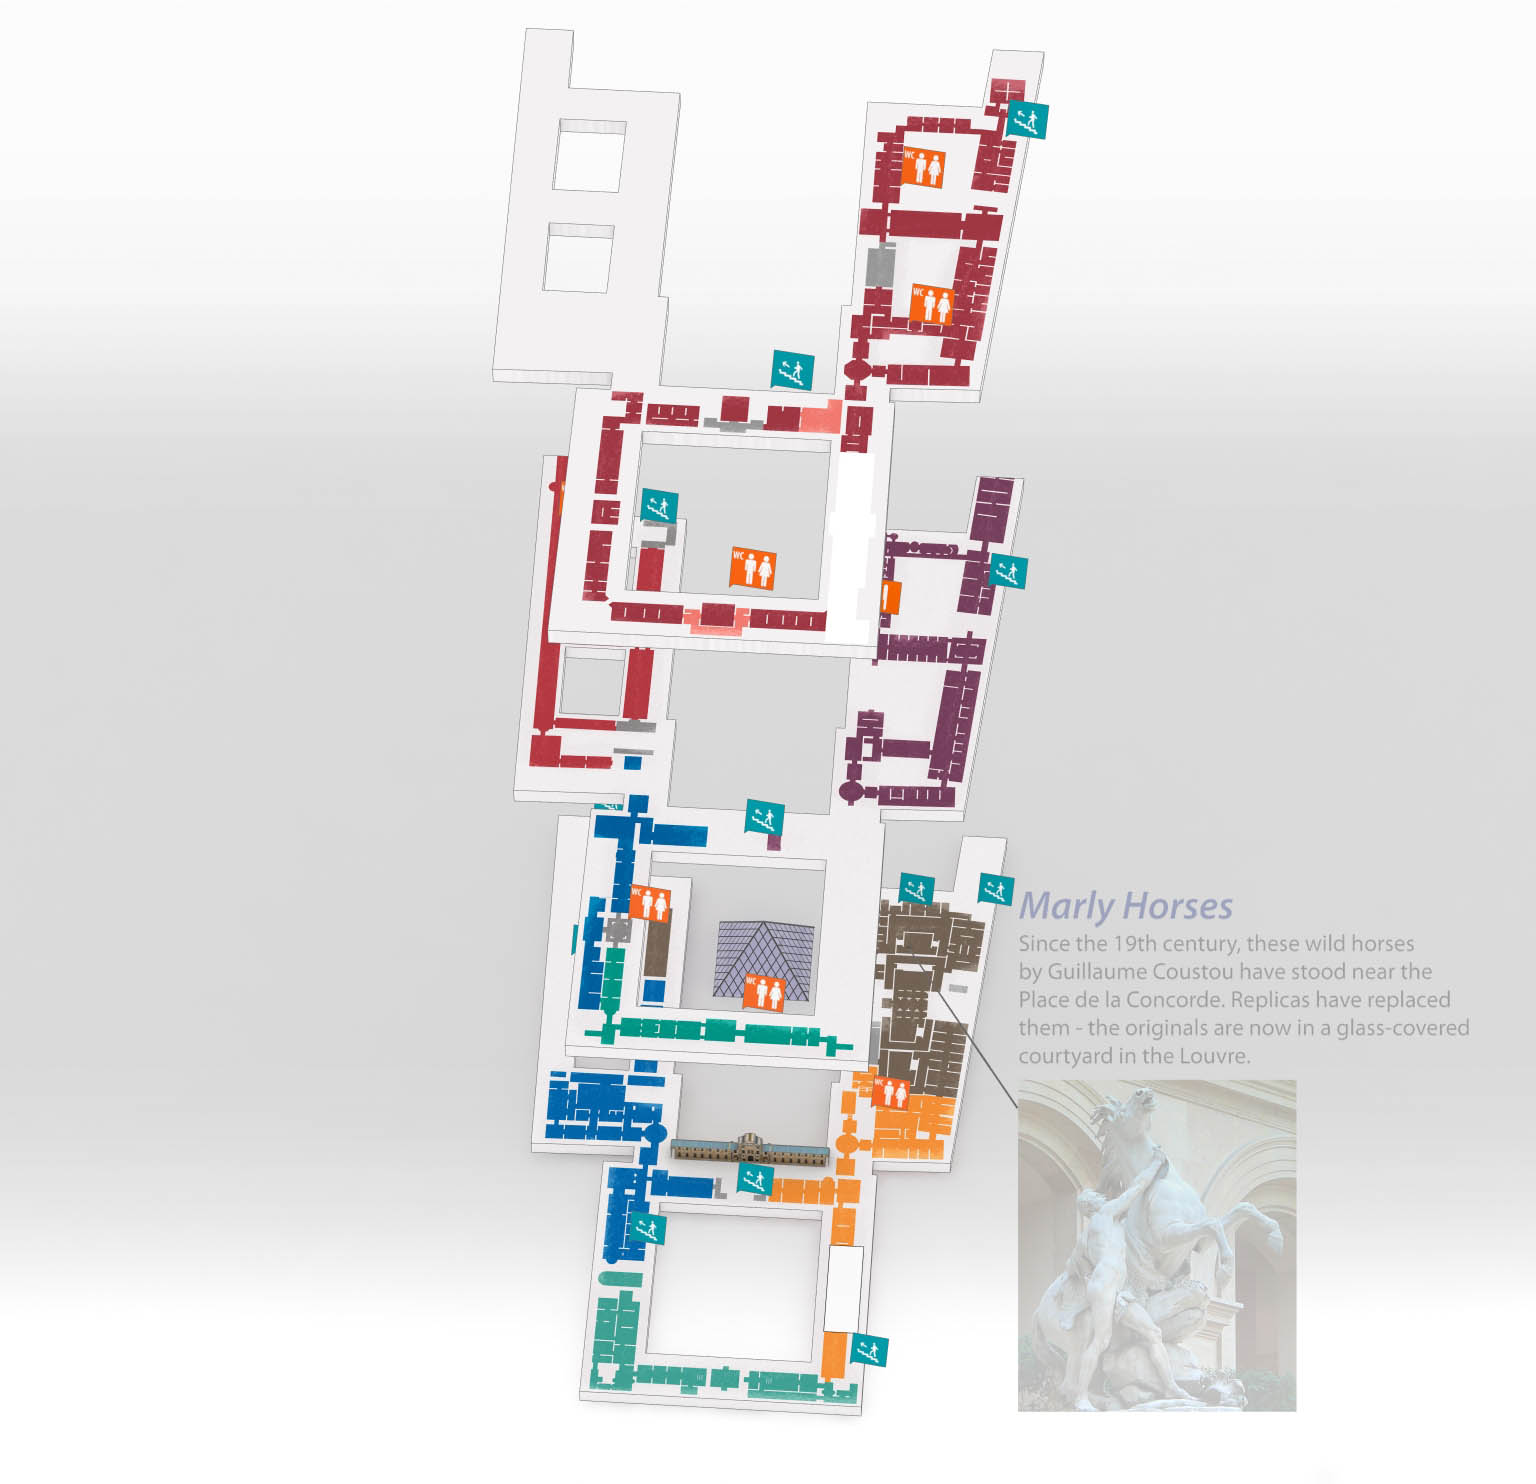 WC
WC
WC
WC
WC
WC
Marly Horses
Since the 19th century, these wild horses
by Guillaume Coustou have stood near the
Place de la Concorde. Replicas have replaced
them - the originals are now in a glass-covered
courtyard in the Louvre.